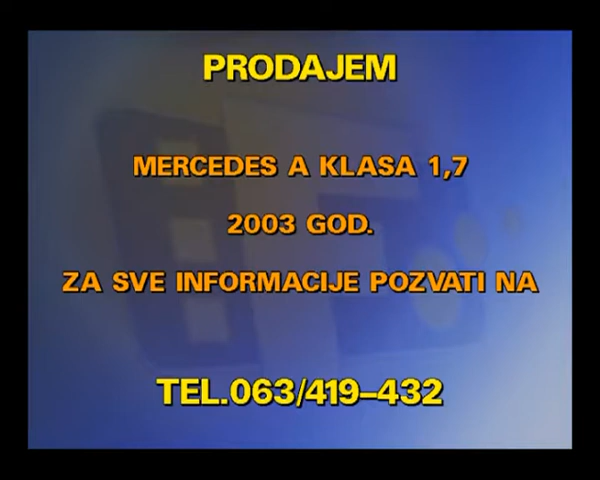 PRODAJEM
MERCEDES A KLASA 1,7
2003 GOD.
ZA SVE INFORMACIJE POZVATI NA
TEL.063/419-432